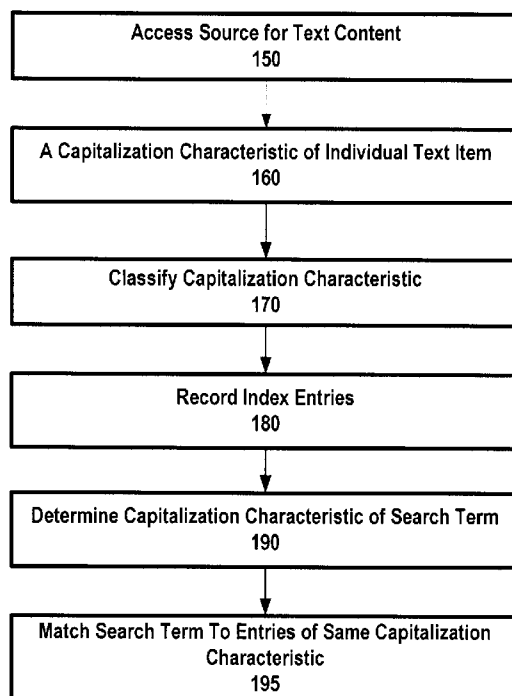 Access Source for Text Content
150
A Capitalization Characteristic of Individual Text Item
160
Classify Capitalization Characteristic
170
Record Index Entries
180
Determine Capitalization Characteristic of Search Term
190
Match Search Term To Entries of Same Capitalization
Characteristic
195